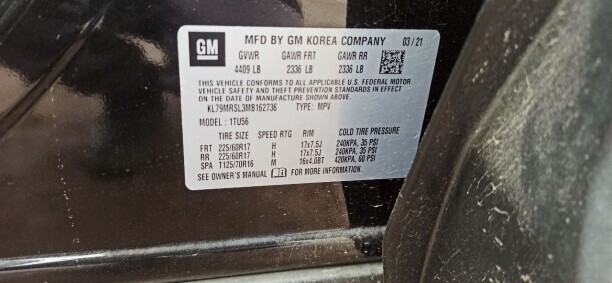 GM MFD BY GM KOREA COMPANY 03/21
GVWR GAWR FRT GAWR RR
4409 LB 2336 LB 2336 LB
THIS VEHICLE CONFORMS TO ALL APPLICABLE U.S. FEDERAL MOTOR
VEHICLE SAFETY AND THEFT PREVENTION STANDARDS IN EFFECT
ON THE DATE OF MANUFACTURE SHOWN ABOVE.
KL79MRSL3MB162736 TYPE: MPV
MODEL: 1TU56
TIRE SIZE SPEED RTG RIM COLD TIRE PRESSURE
FRT 225/60R17 H 17x7.5J 240KPA, 35 PSI
RR 225/60R17 H 17x7.5J 240KPA, 35 PSI
SPA T125/70R16 M 16x4.0BT 420KPA, 60 PSI
SEE OWNER'S MANUAL FOR MORE INFORMATION.